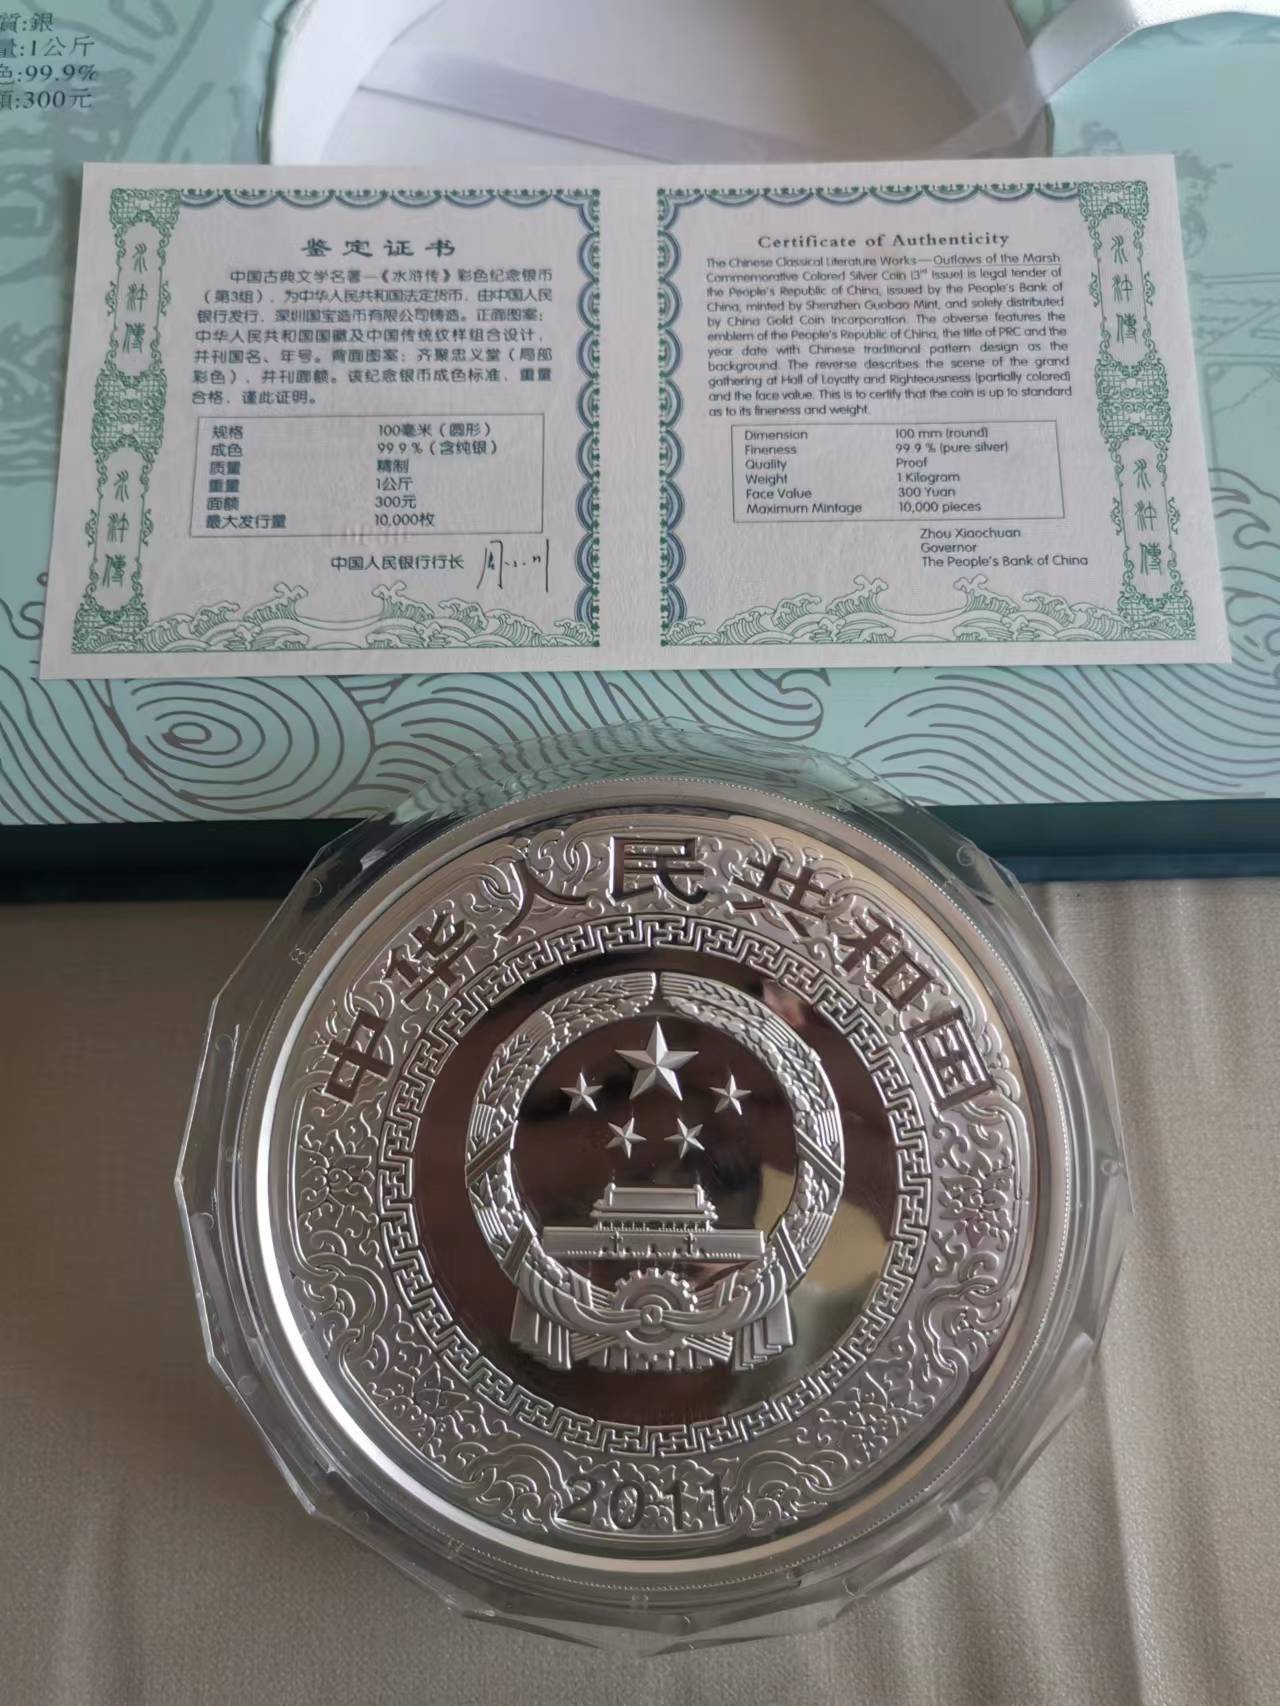 質:銀
量:1公斤
色:99.9%
額:300元
鉴定证书
中国古典文学名著—《水浒传》彩色纪念银币
（第3组），为中华人民共和国法定货币，由中国人民
银行发行，深圳国宝造币有限公司铸造。正面图案：
中华人民共和国国徽及中国传统纹样组合设计，
并刊国名、年号。背面图案：齐聚忠义堂（局部
彩色），并刊面额。该纪念银币成色标准，重量
合格，谨此证明。
规格 100毫米（圆形）
成色 99.9％（含纯银）
质量 精制
重量 1公斤
面额 300元
最大发行量 10,000枚
中国人民银行行长 周小川
水浒傳
水浒傳
Certificate of Authenticity
The Chinese Classical Literature Works—Outlaws of the Marsh
Commemorative Colored Silver Coin (3rd Issue) is legal tender of
the People's Republic of China, issued by the People's Bank of
China, minted by Shenzhen Guobao Mint, and solely distributed
by China Gold Coin Incorporation. The obverse features the
emblem of the People's Republic of China, the title of PRC and the
year date with Chinese traditional pattern design as the
background. The reverse describes the scene of the grand
gathering at Hall of Loyalty and Righteousness (partially colored)
and the face value. This is to certify that the coin is up to standard
as to its fineness and weight.
Dimension 100 mm (round)
Fineness 99.9 % (pure silver)
Quality Proof
Weight 1 Kilogram
Face Value 300 Yuan
Maximum Mintage 10,000 pieces
Zhou Xiaochuan
Governor
The People's Bank of China
水浒傳
水浒傳
中华人民共和国
2011